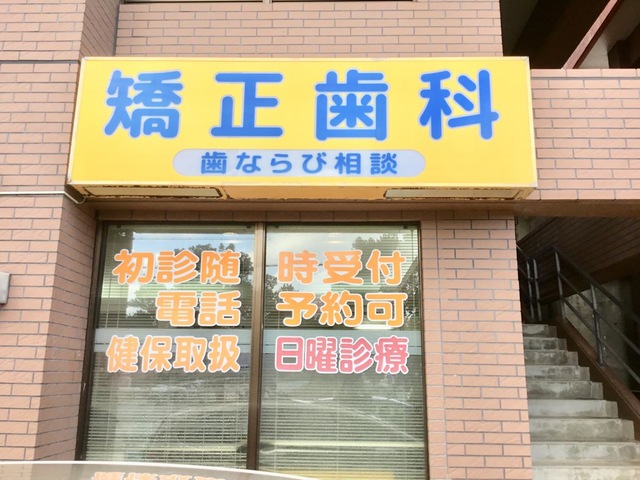 矯正歯科
歯ならび相談
初診随時受付
電話予約可
健保取扱 日曜診療